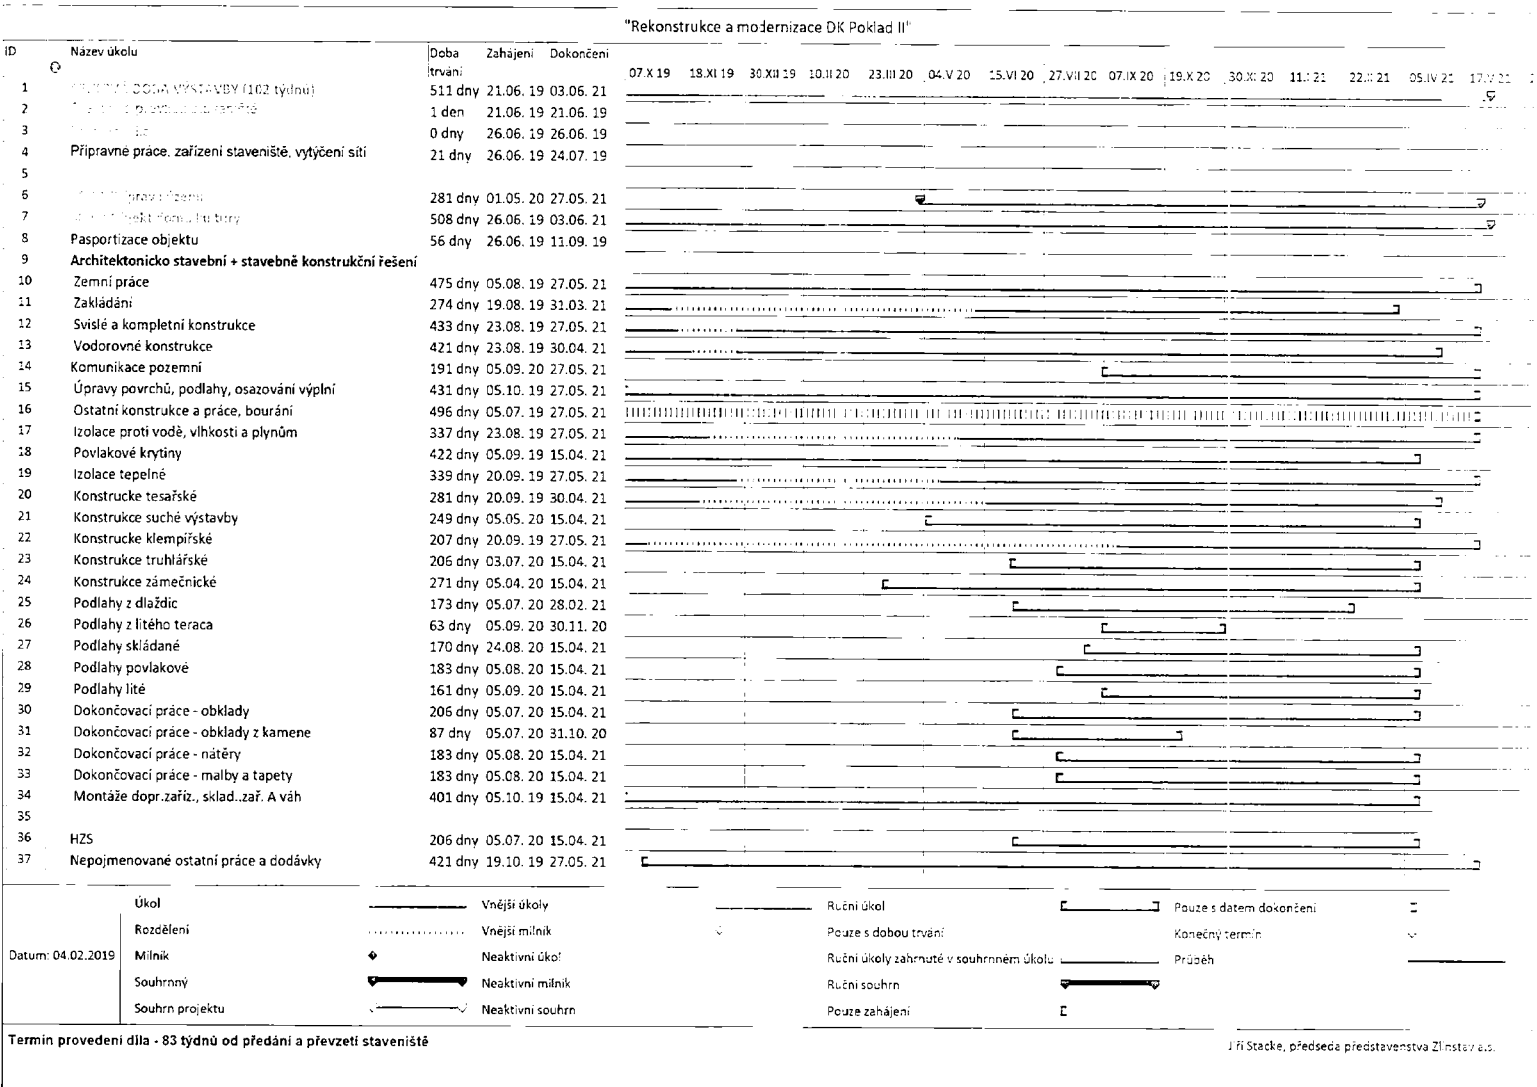 "Rekonstrukce a modernizace DK Poklad II"
ID Název úkolu Doba trvání Zahájení Dokončení
07.X 19 18.XI 19 30.XII 19 10.II 20 23.III 20 04.V 20 15.VI 20 27.VII 20 07.IX 20 19.X 20 30.XI 20 11.I 21 22.II 21 05.IV 21 17.V 21
1 DOBA VÝSTAVBY (102 týdnů) 511 dny 21.06. 19 03.06. 21
2 1 den 21.06. 19 21.06. 19
3 0 dny 26.06. 19 26.06. 19
4 Přípravné práce, zařízení staveniště, vytýčení sítí 21 dny 26.06. 19 24.07. 19
5
6 281 dny 01.05. 20 27.05. 21
7 508 dny 26.06. 19 03.06. 21
8 Pasportizace objektu 56 dny 26.06. 19 11.09. 19
9 Architektonicko stavební + stavebně konstrukční řešení
10 Zemní práce 475 dny 05.08. 19 27.05. 21
11 Zakládání 274 dny 19.08. 19 31.03. 21
12 Svislé a kompletní konstrukce 433 dny 23.08. 19 27.05. 21
13 Vodorovné konstrukce 421 dny 23.08. 19 30.04. 21
14 Komunikace pozemní 191 dny 05.09. 20 27.05. 21
15 Úpravy povrchů, podlahy, osazování výplní 431 dny 05.10. 19 27.05. 21
16 Ostatní konstrukce a práce, bourání 496 dny 05.07. 19 27.05. 21
17 Izolace proti vodě, vlhkosti a plynům 337 dny 23.08. 19 27.05. 21
18 Povlakové krytiny 422 dny 05.09. 19 15.04. 21
19 Izolace tepelné 339 dny 20.09. 19 27.05. 21
20 Konstrucke tesařské 281 dny 20.09. 19 30.04. 21
21 Konstrukce suché výstavby 249 dny 05.05. 20 15.04. 21
22 Konstrucke klempířské 207 dny 20.09. 19 27.05. 21
23 Konstrukce truhlářské 206 dny 03.07. 20 15.04. 21
24 Konstrukce zámečnické 271 dny 05.04. 20 15.04. 21
25 Podlahy z dlaždic 173 dny 05.07. 20 28.02. 21
26 Podlahy z litého teraca 63 dny 05.09. 20 30.11. 20
27 Podlahy skládané 170 dny 24.08. 20 15.04. 21
28 Podlahy povlakové 183 dny 05.08. 20 15.04. 21
29 Podlahy lité 161 dny 05.09. 20 15.04. 21
30 Dokončovací práce - obklady 206 dny 05.07. 20 15.04. 21
31 Dokončovací práce - obklady z kamene 87 dny 05.07. 20 31.10. 20
32 Dokončovací práce - nátěry 183 dny 05.08. 20 15.04. 21
33 Dokončovací práce - malby a tapety 183 dny 05.08. 20 15.04. 21
34 Montáže dopr.zaříz., sklad..zař. A váh 401 dny 05.10. 19 15.04. 21
35
36 HZS 206 dny 05.07. 20 15.04. 21
37 Nepojmenované ostatní práce a dodávky 421 dny 19.10. 19 27.05. 21
Úkol Vnější úkoly Ruční úkol Pouze s datem dokončení
Rozdělení Vnější milník Pouze s dobou trvání Konečný termín
Datum: 04.02.2019 Milník Neaktivní úkol Ruční úkoly zahrnuté v souhrnném úkolu Průběh
Souhrnný Neaktivní milník Ruční souhrn
Souhrn projektu Neaktivní souhrn Pouze zahájení
Termín provedení díla - 83 týdnů od předání a převzetí staveniště
Jiří Stacke, předseda představenstva Zlínstav a.s.